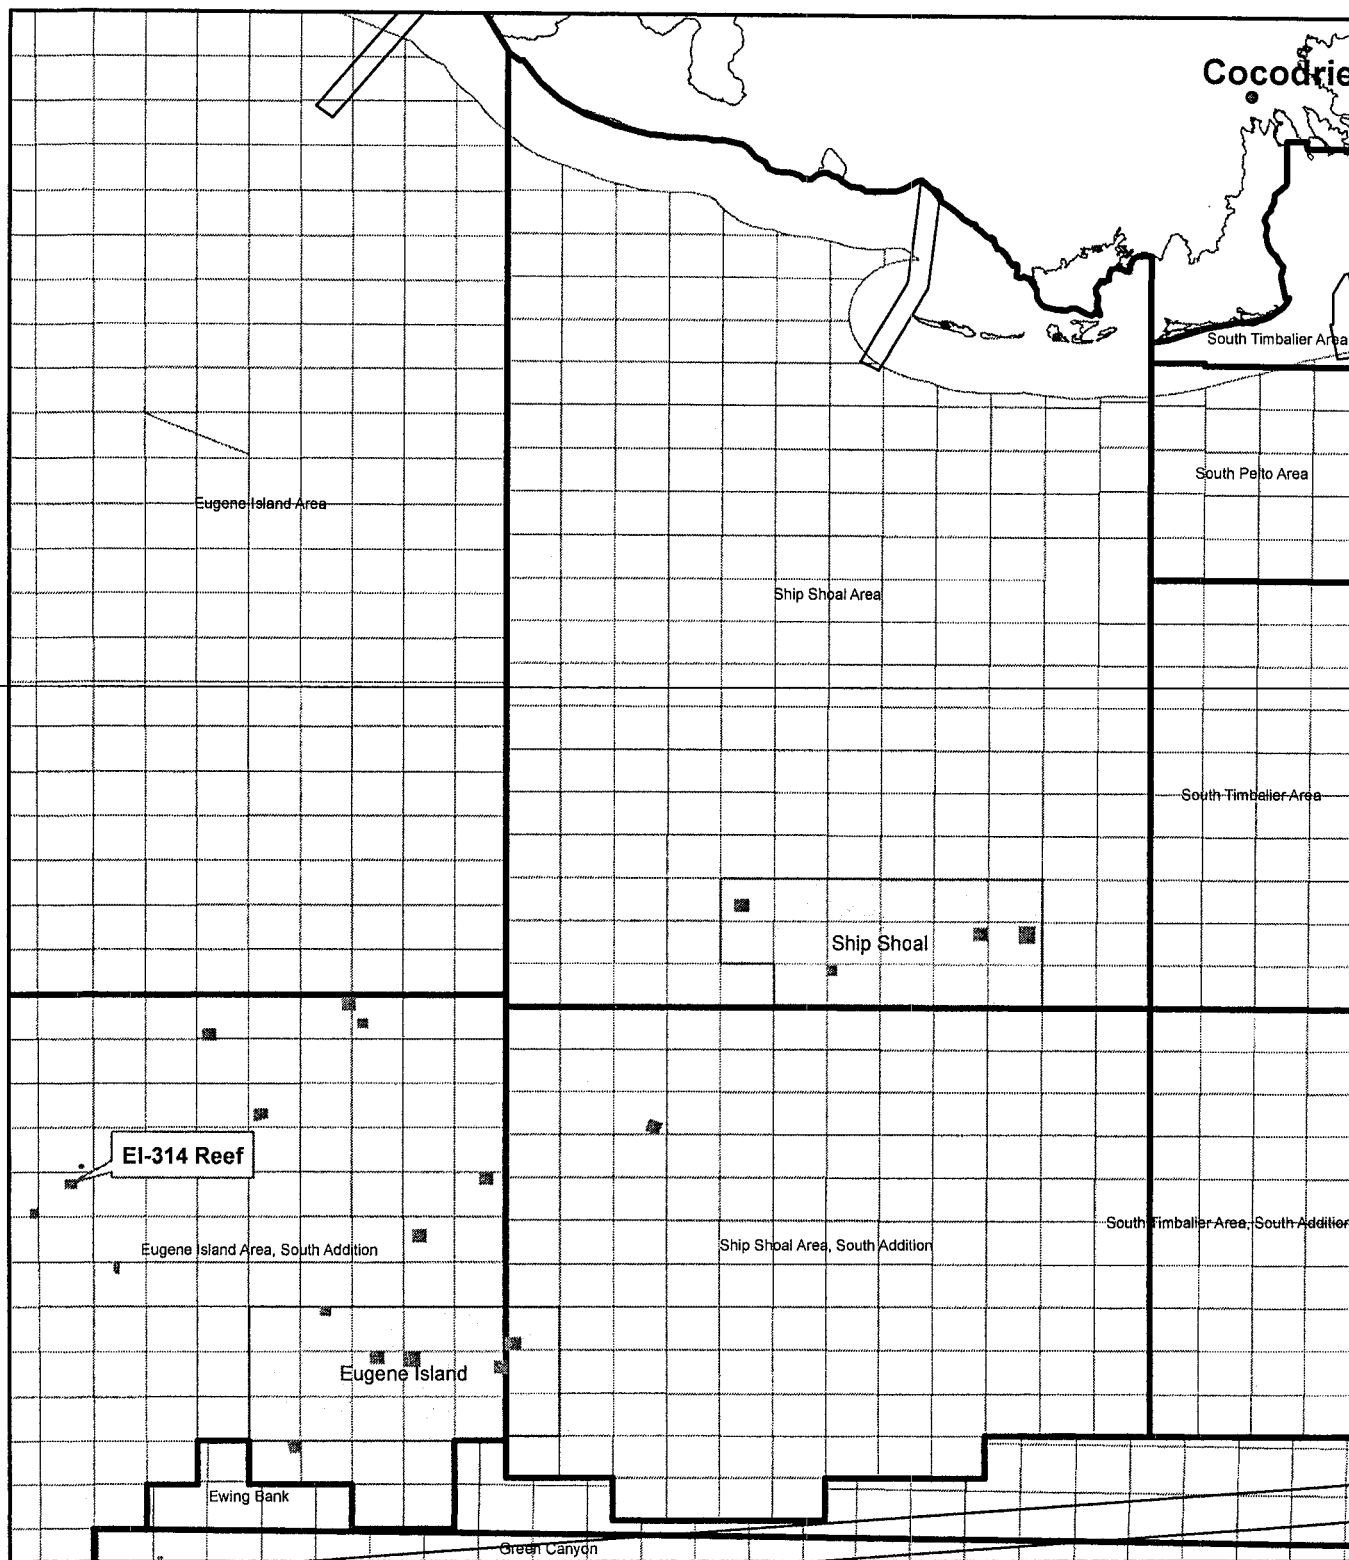 Cocodrie
South Timbalier Area
South Pelto Area
Eugene Island Area
Ship Shoal Area
South Timbalier Area
Ship Shoal
EI-314 Reef
South Timbalier Area, South Addition
Eugene Island Area, South Addition
Ship Shoal Area, South Addition
Eugene Island
Ewing Bank
Green Canyon